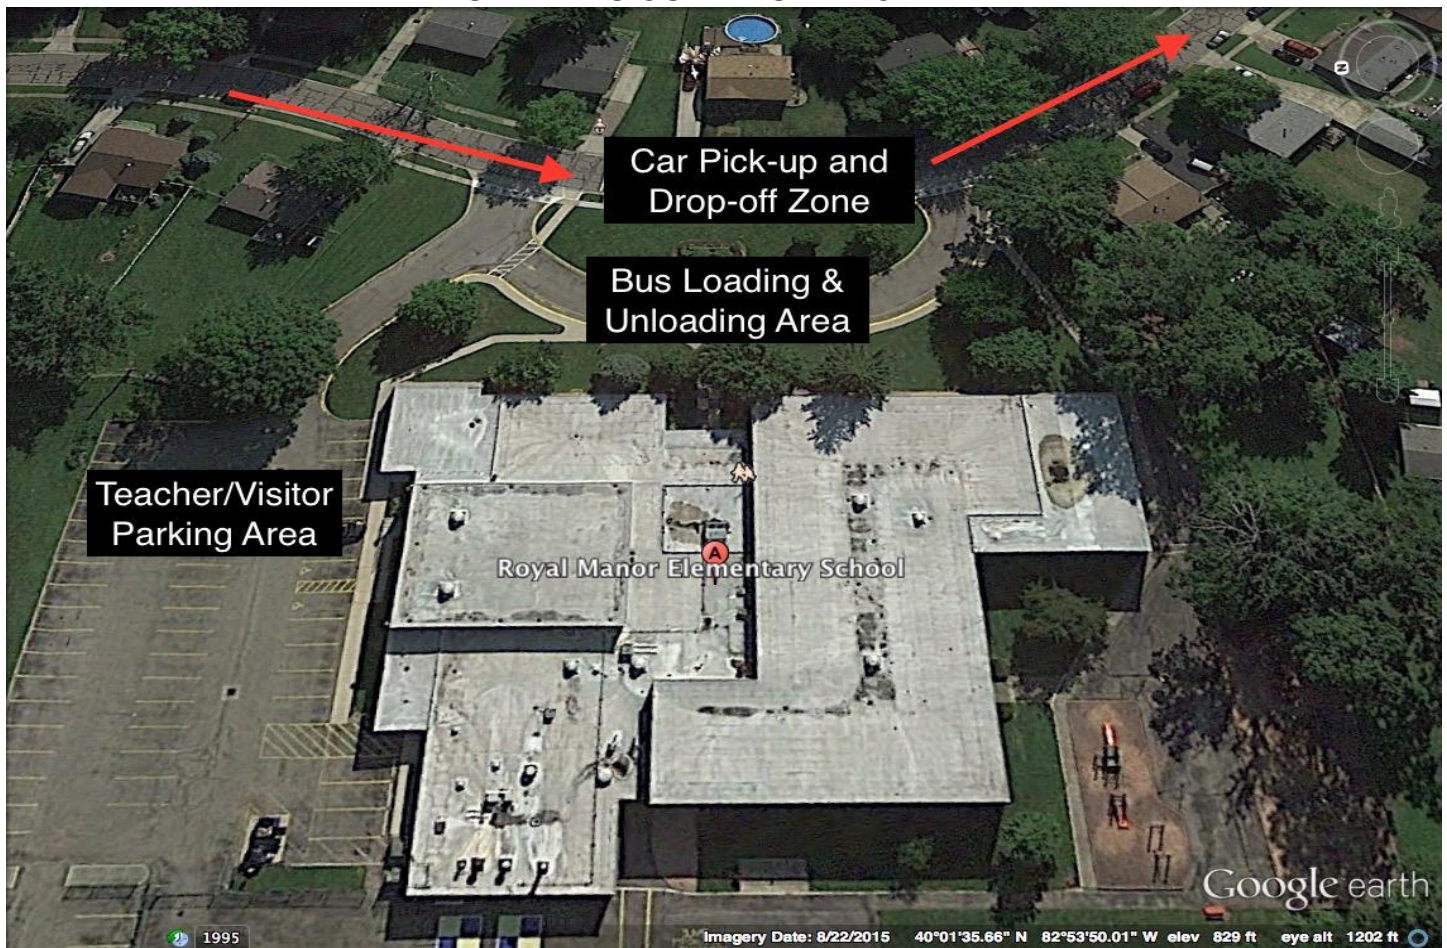 N
Car Pick-up and
Drop-off Zone
Bus Loading &
Unloading Area
Teacher/Visitor
Parking Area
A
Royal Manor Elementary School
Google earth
1995
Imagery Date: 8/22/2015 40°01'35.66" N 82°53'50.01" W elev 829 ft eye alt 1202 ft